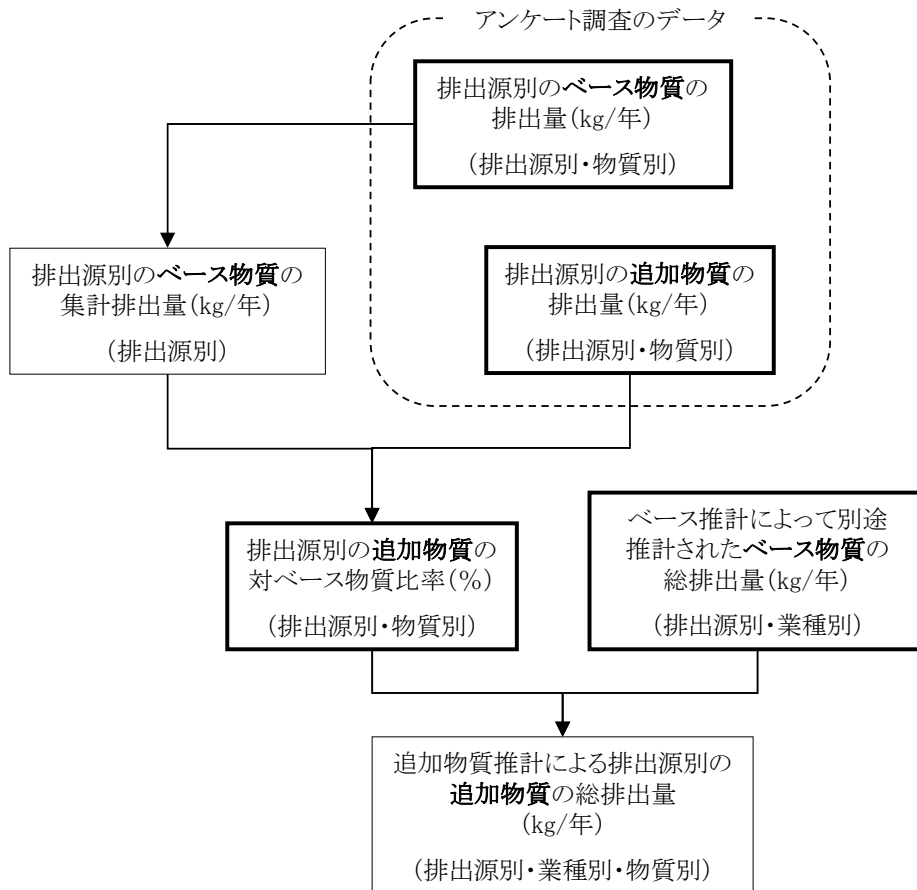 アンケート調査のデータ
排出源別のベース物質の
排出量(kg/年)
(排出源別・物質別)
排出源別のベース物質の
集計排出量(kg/年)
(排出源別)
排出源別の追加物質の
排出量(kg/年)
(排出源別・物質別)
排出源別の追加物質の
対ベース物質比率(%)
(排出源別・物質別)
ベース推計によって別途
推計されたベース物質の
総排出量(kg/年)
(排出源別・業種別)
追加物質推計による排出源別の
追加物質の総排出量
(kg/年)
(排出源別・業種別・物質別)